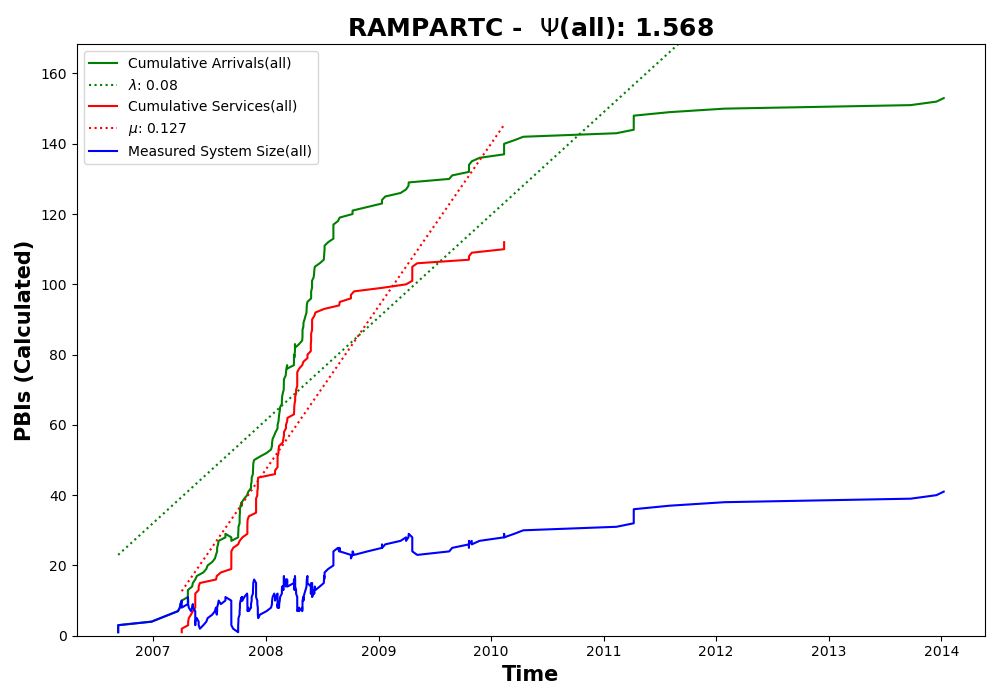 RAMPARTC - Ψ(all): 1.568
Cumulative Arrivals(all)
λ: 0.08
Cumulative Services(all)
μ: 0.127
Measured System Size(all)
PBIs (Calculated)
160
140
120
100
80
60
40
20
0
2007 2008 2009 2010 2011 2012 2013 2014
Time